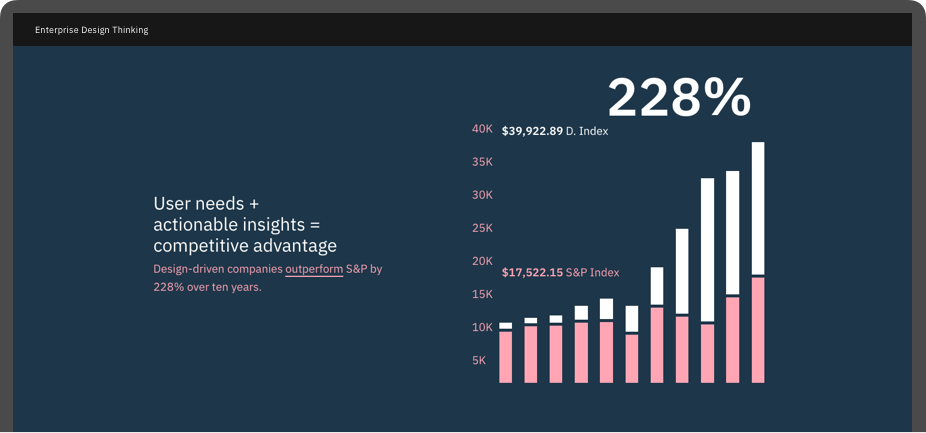 Enterprise Design Thinking
228%
User needs +
actionable insights =
competitive advantage
Design-driven companies outperform S&P by
228% over ten years.
40K
$39,922.89 D. Index
35K
30K
25K
20K
$17,522.15 S&P Index
15K
10K
5K